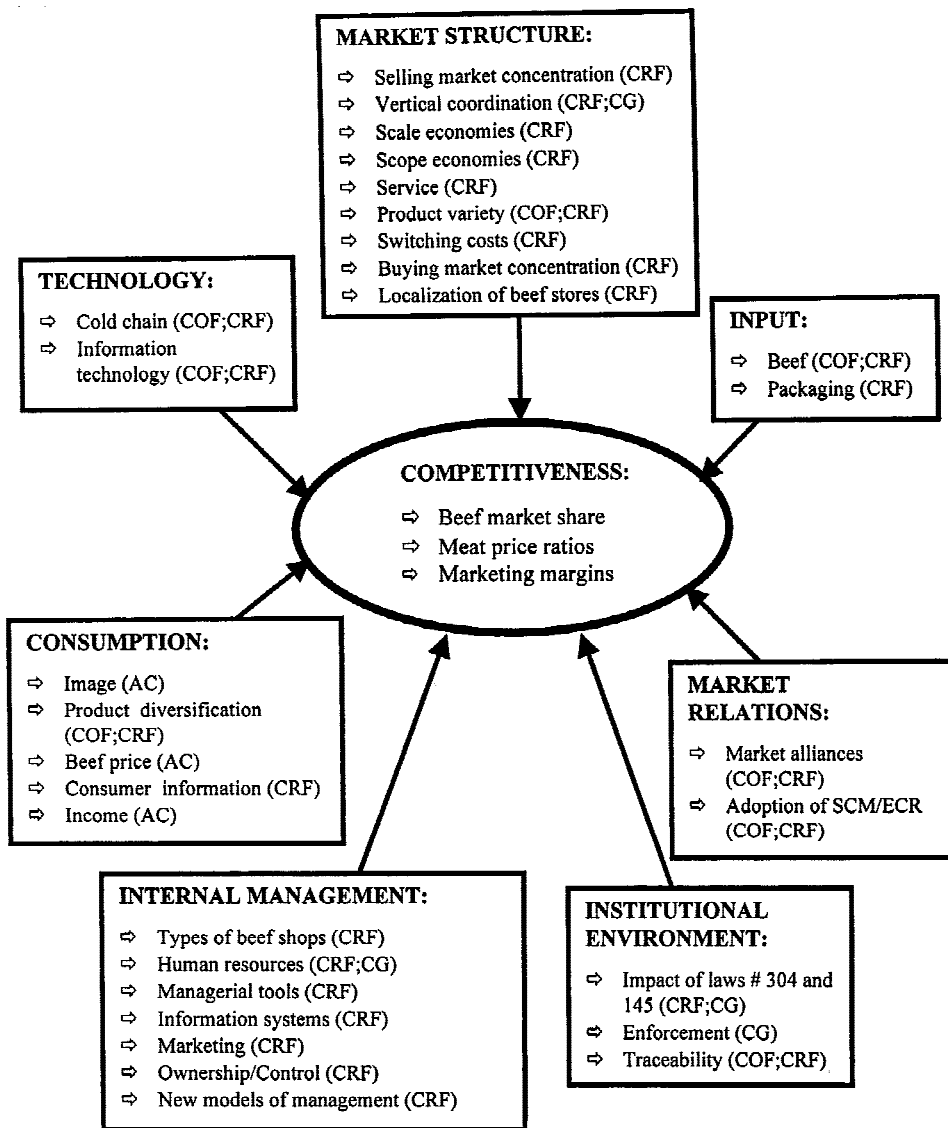 MARKET STRUCTURE:
⇨ Selling market concentration (CRF)
⇨ Vertical coordination (CRF;CG)
⇨ Scale economies (CRF)
⇨ Scope economies (CRF)
⇨ Service (CRF)
⇨ Product variety (COF;CRF)
⇨ Switching costs (CRF)
⇨ Buying market concentration (CRF)
⇨ Localization of beef stores (CRF)
TECHNOLOGY:
⇨ Cold chain (COF;CRF)
⇨ Information
technology (COF;CRF)
INPUT:
⇨ Beef (COF;CRF)
⇨ Packaging (CRF)
COMPETITIVENESS:
⇨ Beef market share
⇨ Meat price ratios
⇨ Marketing margins
CONSUMPTION:
⇨ Image (AC)
⇨ Product diversification
(COF;CRF)
⇨ Beef price (AC)
⇨ Consumer information (CRF)
⇨ Income (AC)
MARKET
RELATIONS:
⇨ Market alliances
(COF;CRF)
⇨ Adoption of SCM/ECR
(COF;CRF)
INTERNAL MANAGEMENT:
⇨ Types of beef shops (CRF)
⇨ Human resources (CRF;CG)
⇨ Managerial tools (CRF)
⇨ Information systems (CRF)
⇨ Marketing (CRF)
⇨ Ownership/Control (CRF)
⇨ New models of management (CRF)
INSTITUTIONAL
ENVIRONMENT:
⇨ Impact of laws # 304 and
145 (CRF;CG)
⇨ Enforcement (CG)
⇨ Traceability (COF;CRF)